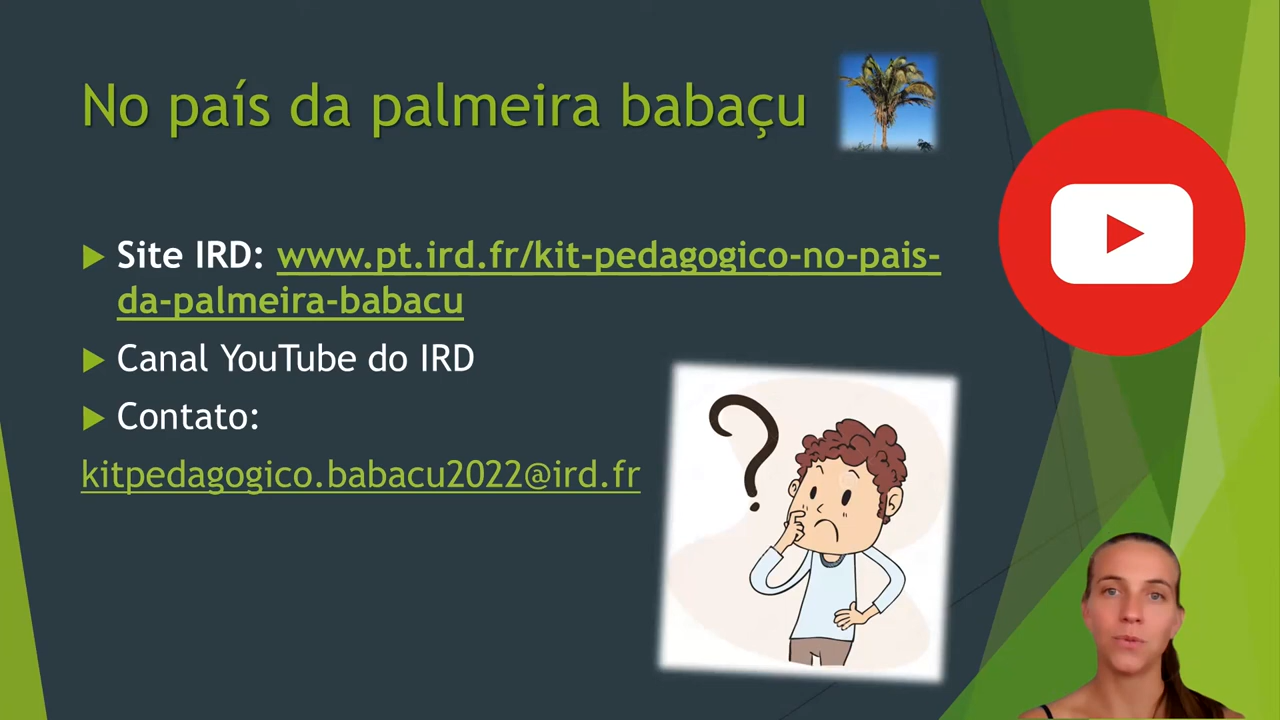 No país da palmeira babaçu
Site IRD: www.pt.ird.fr/kit-pedagogico-no-pais-
da-palmeira-babacu
Canal YouTube do IRD
Contato:
kitpedagogico.babacu2022@ird.fr
?